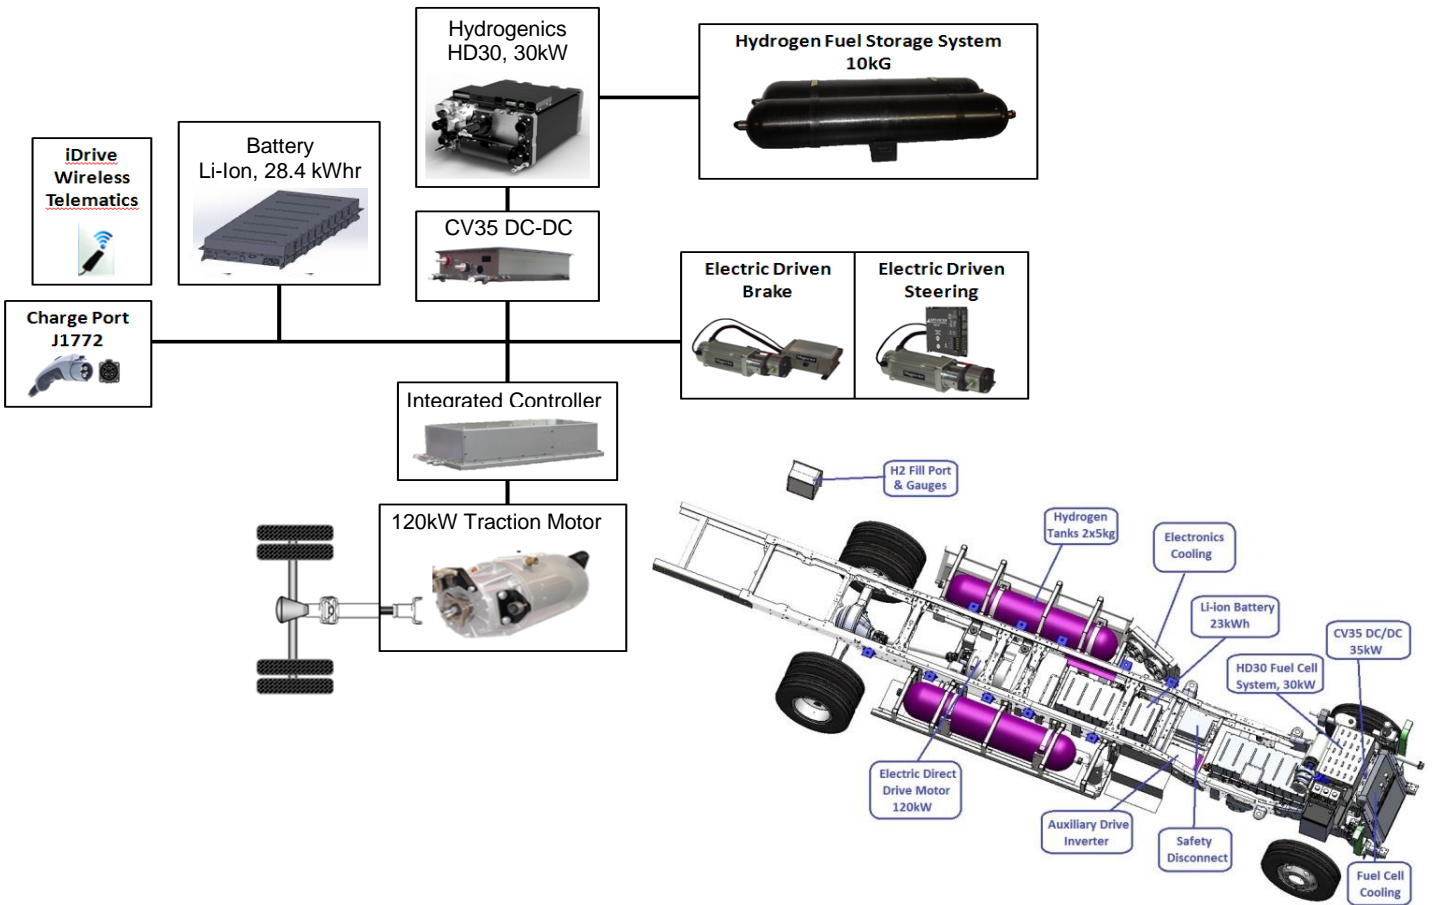 Hydrogenics
HD30, 30kW
Hydrogen Fuel Storage System
10kG
iDrive
Wireless
Telematics
Battery
Li-Ion, 28.4 kWhr
CV35 DC-DC
Electric Driven
Brake
Electric Driven
Steering
Charge Port
J1772
Integrated Controller
120kW Traction Motor
H2 Fill Port
& Gauges
Hydrogen
Tanks 2x5kg
Electronics
Cooling
Li-ion Battery
23kWh
CV35 DC/DC
35kW
HD30 Fuel Cell
System, 30kW
Electric Direct
Drive Motor
120kW
Auxiliary Drive
Inverter
Safety
Disconnect
Fuel Cell
Cooling